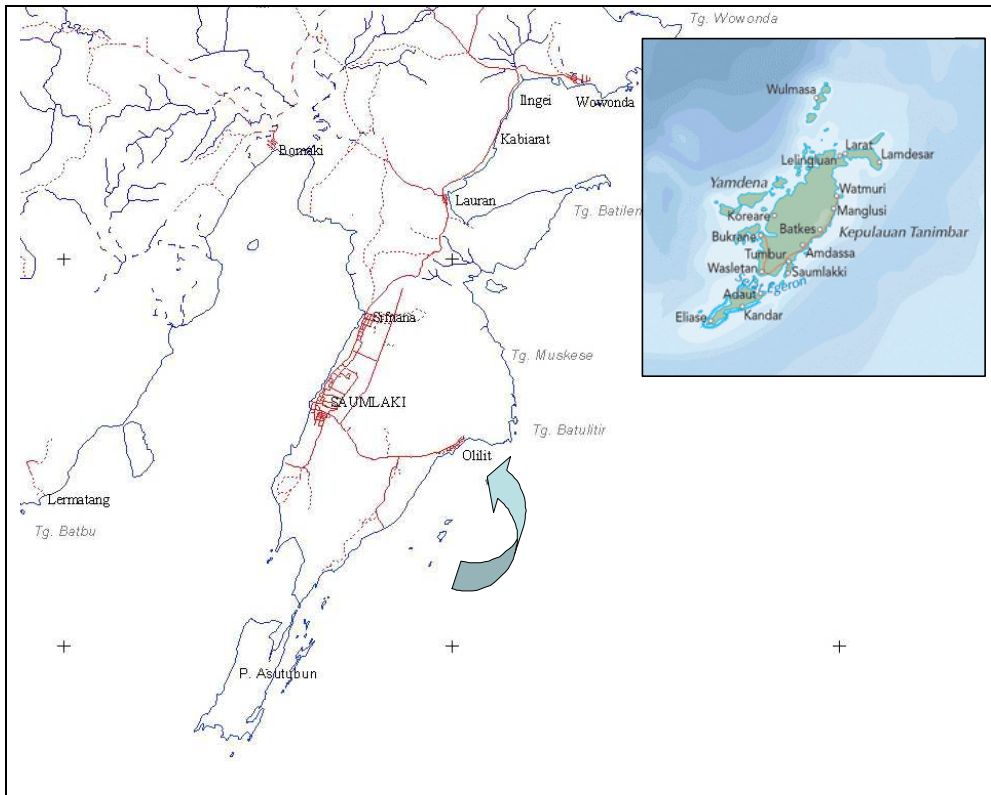 Tg. Wowonda
Ilngei
Wowonda
Kabiarat
Bomaki
Lauran
Tg. Batilem
Sifnana
Tg. Muskese
SAUMLAKI
Tg. Batulitir
Olilit
Lermatang
Tg. Batbu
P. Asutubun
Wulmasa
Larat
Lelingluan
Lamdesar
Yamdena
Watmuri
Koreare
Manglusi
Batkes
Kepulauan Tanimbar
Bukrane
Amdassa
Tumbur
Wasletan
Saumlakki
Selat Egeron
Adaut
Eliase
Kandar